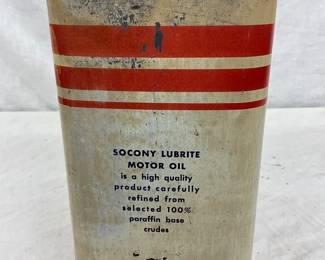 SOCONY LUBRITE
MOTOR OIL
is a high quality
product carefully
refined from
selected 100%
paraffin base
crudes